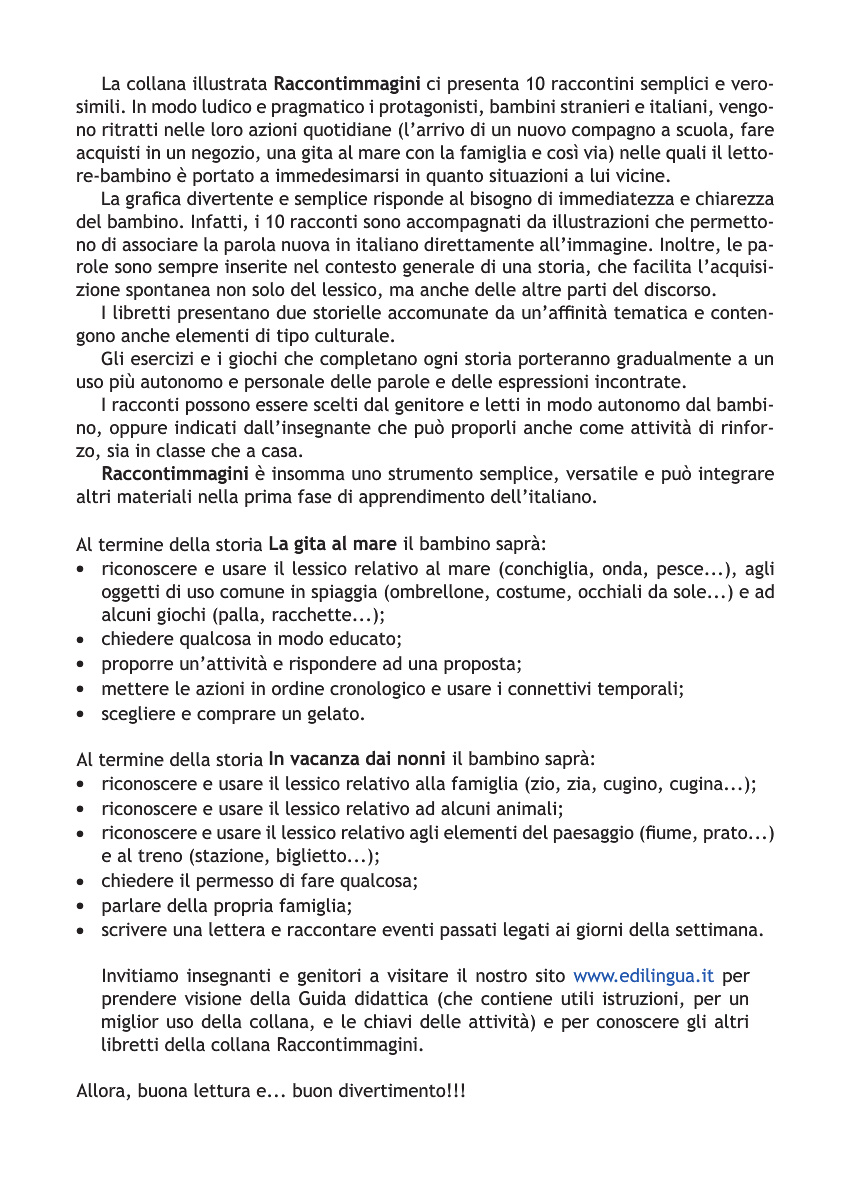 La collana illustrata Raccontimmagini ci presenta 10 raccontini semplici e vero-
simili. In modo ludico e pragmatico i protagonisti, bambini stranieri e italiani, vengo-
no ritratti nelle loro azioni quotidiane (l’arrivo di un nuovo compagno a scuola, fare
acquisti in un negozio, una gita al mare con la famiglia e così via) nelle quali il letto-
re-bambino è portato a immedesimarsi in quanto situazioni a lui vicine.
La grafica divertente e semplice risponde al bisogno di immediatezza e chiarezza
del bambino. Infatti, i 10 racconti sono accompagnati da illustrazioni che permetto-
no di associare la parola nuova in italiano direttamente all’immagine. Inoltre, le pa-
role sono sempre inserite nel contesto generale di una storia, che facilita l’acquisi-
zione spontanea non solo del lessico, ma anche delle altre parti del discorso.
I libretti presentano due storielle accomunate da un’affinità tematica e conten-
gono anche elementi di tipo culturale.
Gli esercizi e i giochi che completano ogni storia porteranno gradualmente a un
uso più autonomo e personale delle parole e delle espressioni incontrate.
I racconti possono essere scelti dal genitore e letti in modo autonomo dal bambi-
no, oppure indicati dall’insegnante che può proporli anche come attività di rinfor-
zo, sia in classe che a casa.
Raccontimmagini è insomma uno strumento semplice, versatile e può integrare
altri materiali nella prima fase di apprendimento dell’italiano.
Al termine della storia La gita al mare il bambino saprà:
• riconoscere e usare il lessico relativo al mare (conchiglia, onda, pesce...), agli
oggetti di uso comune in spiaggia (ombrellone, costume, occhiali da sole...) e ad
alcuni giochi (palla, racchette...);
• chiedere qualcosa in modo educato;
• proporre un’attività e rispondere ad una proposta;
• mettere le azioni in ordine cronologico e usare i connettivi temporali;
• scegliere e comprare un gelato.
Al termine della storia In vacanza dai nonni il bambino saprà:
• riconoscere e usare il lessico relativo alla famiglia (zio, zia, cugino, cugina...);
• riconoscere e usare il lessico relativo ad alcuni animali;
• riconoscere e usare il lessico relativo agli elementi del paesaggio (fiume, prato...)
e al treno (stazione, biglietto...);
• chiedere il permesso di fare qualcosa;
• parlare della propria famiglia;
• scrivere una lettera e raccontare eventi passati legati ai giorni della settimana.
Invitiamo insegnanti e genitori a visitare il nostro sito www.edilingua.it per
prendere visione della Guida didattica (che contiene utili istruzioni, per un
miglior uso della collana, e le chiavi delle attività) e per conoscere gli altri
libretti della collana Raccontimmagini.
Allora, buona lettura e... buon divertimento!!!